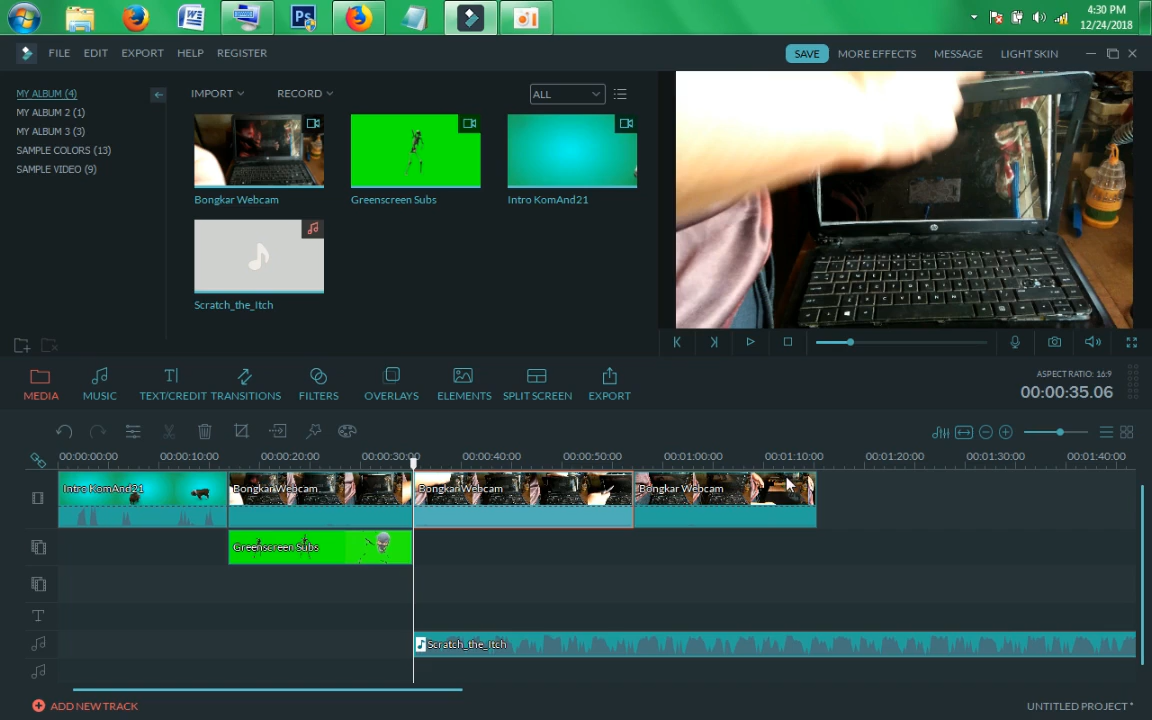 4:30 PM
12/24/2018
FILE EDIT EXPORT HELP REGISTER
SAVE MORE EFFECTS MESSAGE LIGHT SKIN
MY ALBUM (4)
MY ALBUM 2 (1)
MY ALBUM 3 (3)
SAMPLE COLORS (13)
SAMPLE VIDEO (9)
IMPORT RECORD ALL
Bongkar Webcam Greenscreen Subs Intro KomAnd21
Scratch_the_Itch
MEDIA MUSIC TEXT/CREDIT TRANSITIONS FILTERS OVERLAYS ELEMENTS SPLIT SCREEN EXPORT
ASPECT RATIO: 16:9
00:00:35.06
00:00:00:00 00:00:10:00 00:00:20:00 00:00:30:00 00:00:40:00 00:00:50:00 00:01:00:00 00:01:10:00 00:01:20:00 00:01:30:00 00:01:40:00
Intro KomAnd21 Bongkar Webcam Bongkar Webcam Bongkar Webcam
Greenscreen Subs
T
Scratch_the_Itch
ADD NEW TRACK
UNTITLED PROJECT *